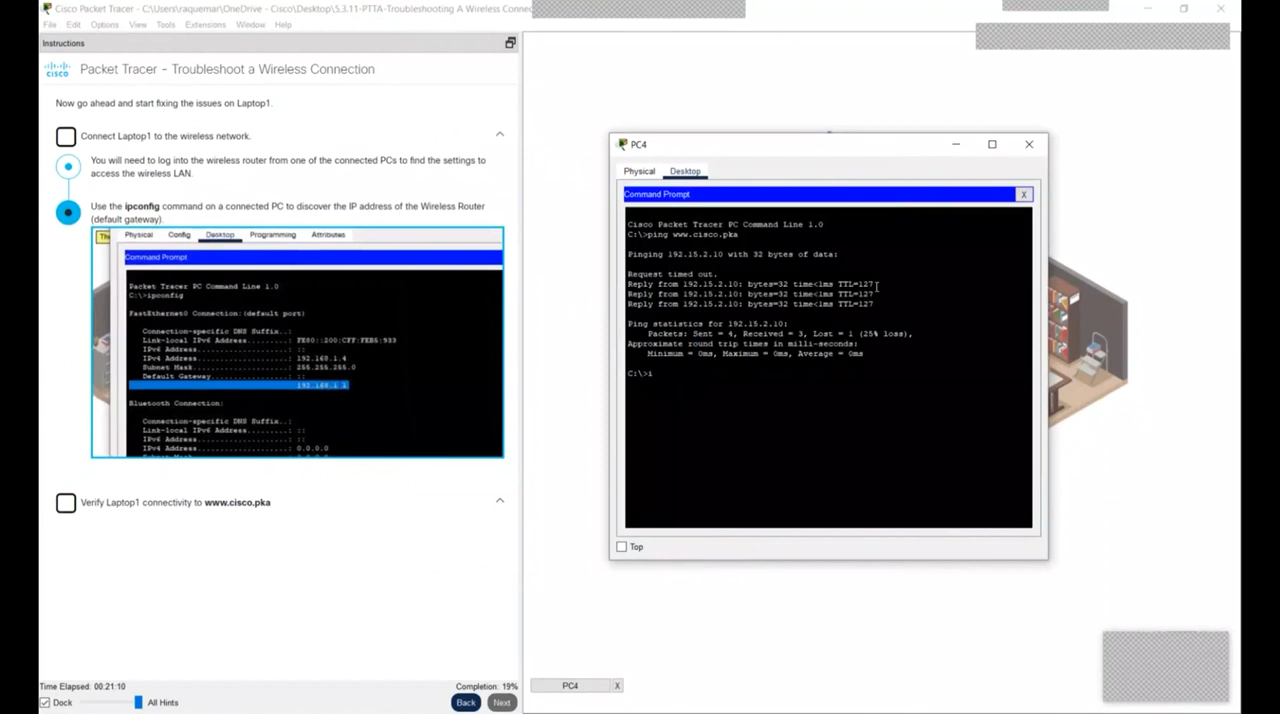 Cisco Packet Tracer - C:\Users\raquemar\OneDrive - Cisco\Desktop\5.3.11-PTTA-Troubleshooting A Wireless Connec
File Edit Options View Tools Extensions Window Help
Instructions
CISCO
Packet Tracer - Troubleshoot a Wireless Connection
Now go ahead and start fixing the issues on Laptop1.
Connect Laptop1 to the wireless network.
You will need to log into the wireless router from one of the connected PCs to find the settings to
access the wireless LAN.
Use the ipconfig command on a connected PC to discover the IP address of the Wireless Router
(default gateway).
Physical Config Desktop Programming Attributes
Command Prompt
Packet Tracer PC Command Line 1.0
C:\>ipconfig
FastEthernet0 Connection:(default port)
Connection-specific DNS Suffix..:
Link-local IPv6 Address.........: FE80::200:CFF:FEB5:933
IPv6 Address....................: ::
IPv4 Address....................: 192.168.1.4
Subnet Mask.....................: 255.255.255.0
Default Gateway.................: ::
192.168.1.1
Bluetooth Connection:
Connection-specific DNS Suffix..:
Link-local IPv6 Address.........: ::
IPv6 Address....................: ::
IPv4 Address....................: 0.0.0.0
Verify Laptop1 connectivity to www.cisco.pka
Time Elapsed: 00:21:10
Completion: 19%
Dock
All Hints
Back
Next
PC4
Physical Desktop
Command Prompt
X
Cisco Packet Tracer PC Command Line 1.0
C:\>ping www.cisco.pka
Pinging 192.15.2.10 with 32 bytes of data:
Request timed out.
Reply from 192.15.2.10: bytes=32 time<1ms TTL=127
Reply from 192.15.2.10: bytes=32 time<1ms TTL=127
Reply from 192.15.2.10: bytes=32 time<1ms TTL=127
Ping statistics for 192.15.2.10:
Packets: Sent = 4, Received = 3, Lost = 1 (25% loss),
Approximate round trip times in milli-seconds:
Minimum = 0ms, Maximum = 0ms, Average = 0ms
C:\>i
Top
PC4 X